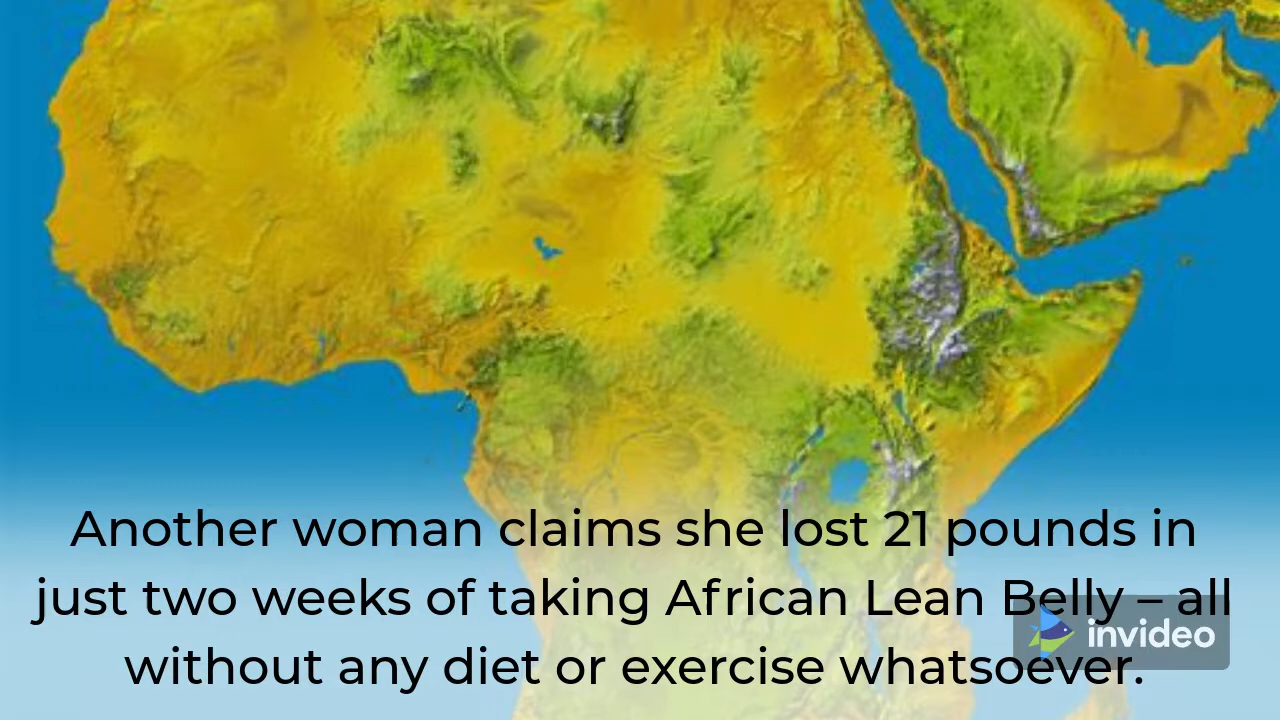 Another woman claims she lost 21 pounds in
just two weeks of taking African Lean Belly – all
without any diet or exercise whatsoever.
invideo